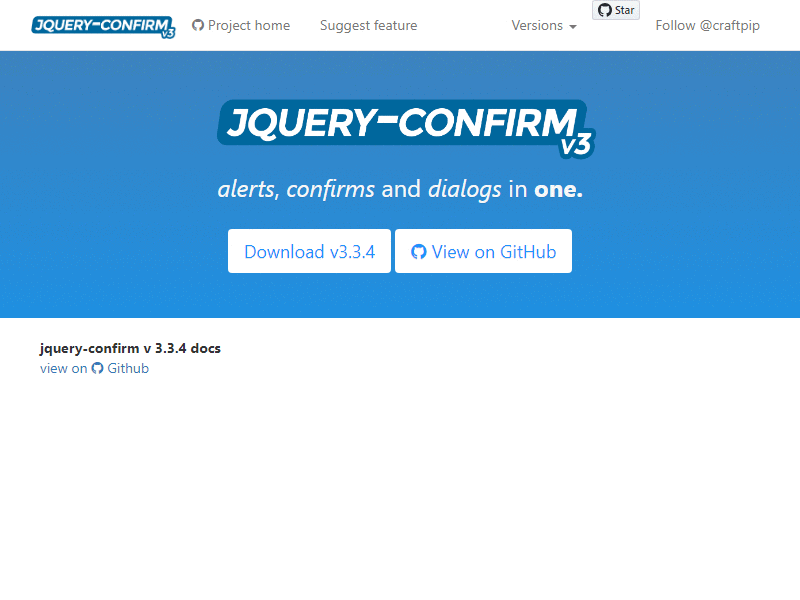 JQUERY-CONFIRM v3 Project home Suggest feature Versions Star Follow @craftpip
JQUERY-CONFIRM
v3
alerts, confirms and dialogs in one.
Download v3.3.4 View on GitHub
jquery-confirm v 3.3.4 docs
view on Github